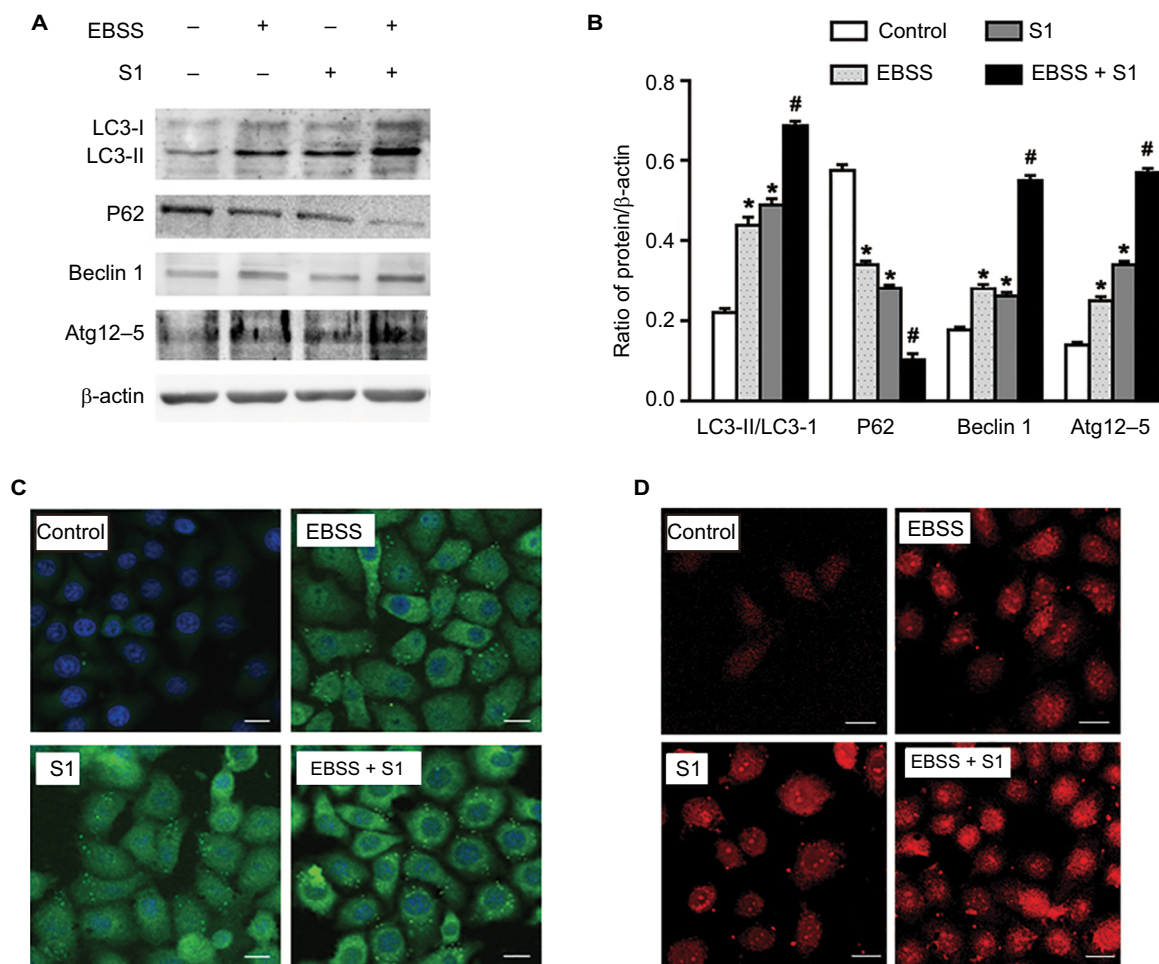 A
EBSS – + – +
S1 – – + +
LC3-I
LC3-II
P62
Beclin 1
Atg12–5
β-actin
B
Control
S1
EBSS
EBSS + S1
Ratio of protein/β-actin
0.8
0.6
0.4
0.2
0.0
* * #
* * #
* * #
* * #
LC3-II/LC3-1 P62 Beclin 1 Atg12–5
C
Control
EBSS
S1
EBSS + S1
D
Control
EBSS
S1
EBSS + S1